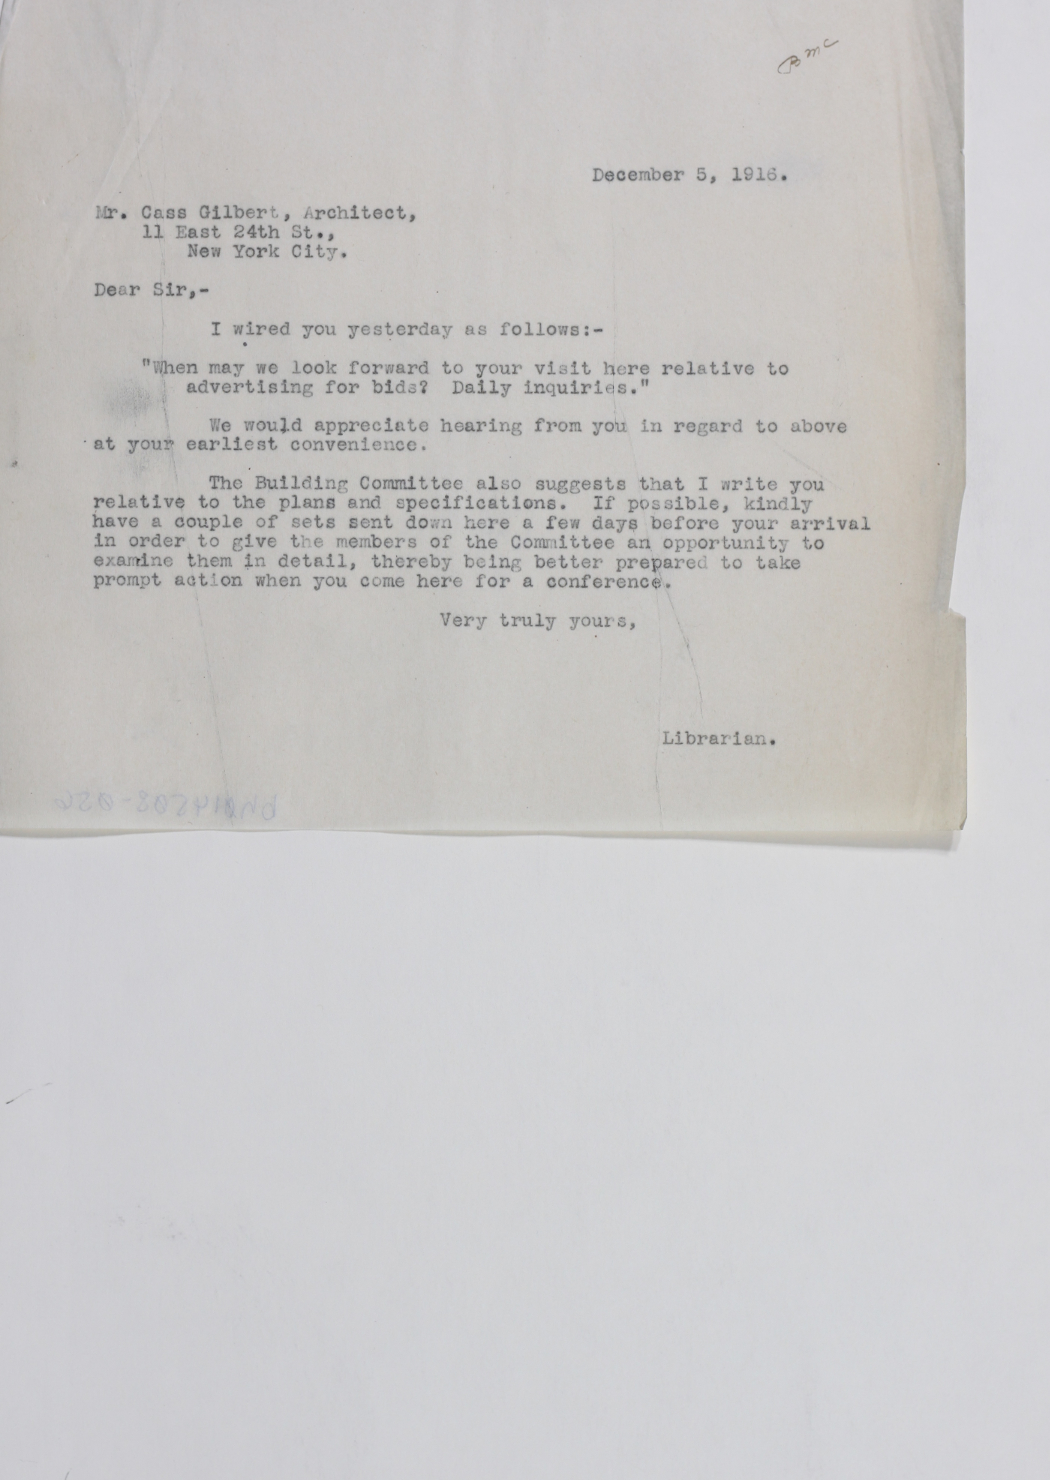 BMC
December 5, 1916.
Mr. Cass Gilbert, Architect,
11 East 24th St.,
New York City.
Dear Sir,-
I wired you yesterday as follows:-
"When may we look forward to your visit here relative to
advertising for bids?  Daily inquiries."
We would appreciate hearing from you in regard to above
at your earliest convenience.
The Building Committee also suggests that I write you
relative to the plans and specifications.  If possible, kindly
have a couple of sets sent down here a few days before your arrival
in order to give the members of the Committee an opportunity to
examine them in detail, thereby being better prepared to take
prompt action when you come here for a conference.
Very truly yours,
Librarian.